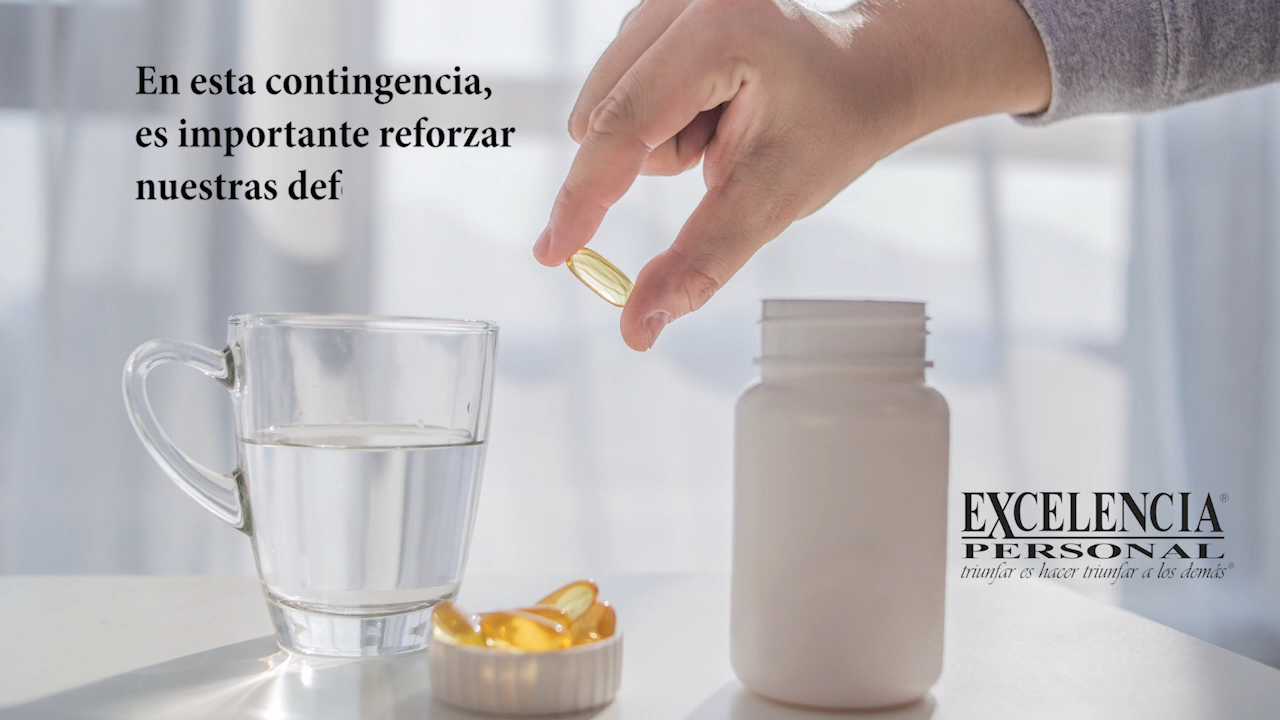 En esta contingencia,
es importante reforzar
nuestras def
EXCELENCIA®
PERSONAL
triunfar es hacer triunfar a los demás®